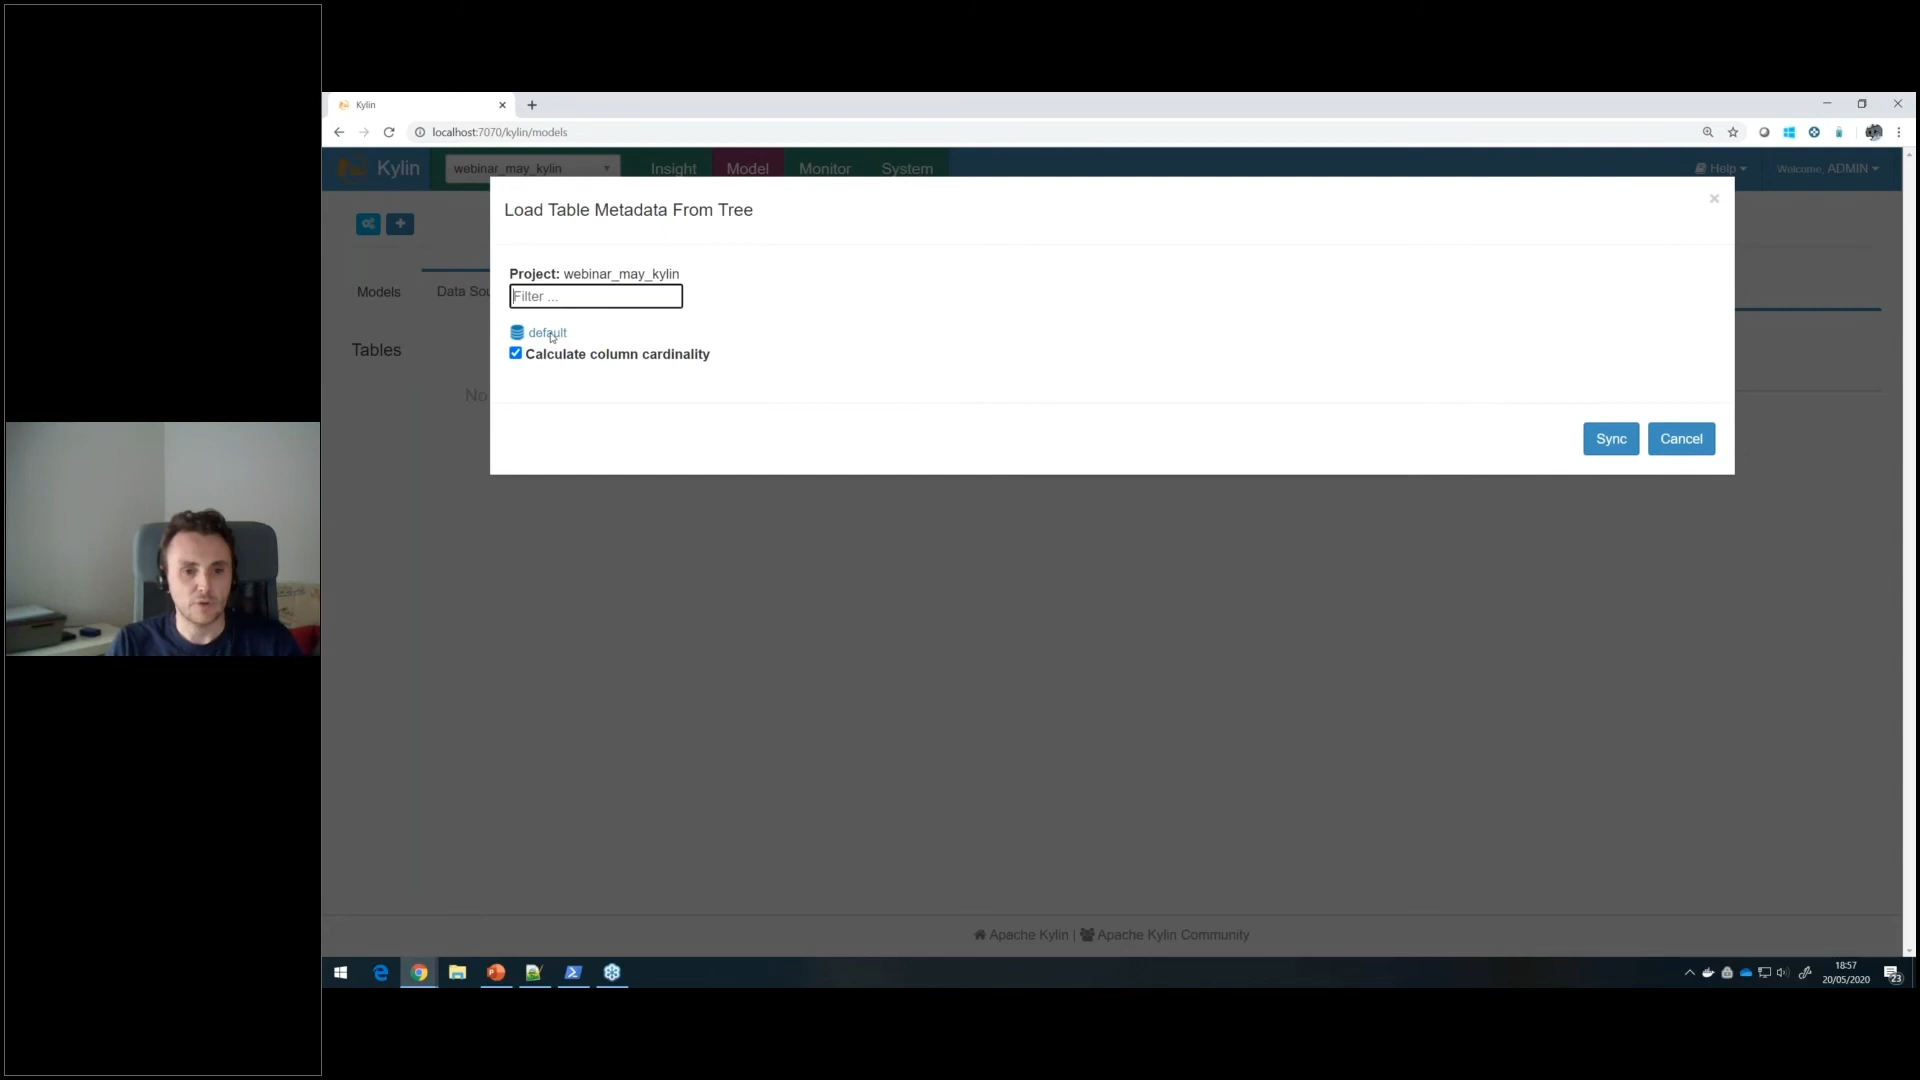 Kylin
localhost:7070/kylin/models
Kylin
webinar_may_kylin
Insight
Model
Monitor
System
Help
Welcome, ADMIN
Load Table Metadata From Tree
×
Project: webinar_may_kylin
Filter ...
default
Calculate column cardinality
Sync
Cancel
Models
Data Sou
Tables
No
Apache Kylin | Apache Kylin Community
18:57
20/05/2020
23